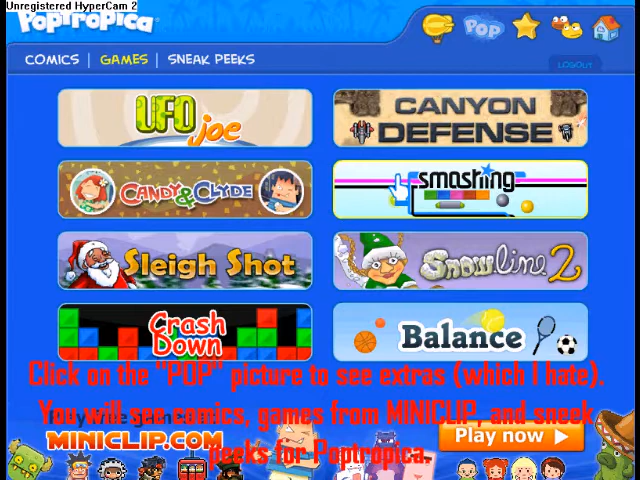 Unregistered HyperCam 2
Poptropica
Pop
COMICS | GAMES | SNEAK PEEKS
LOGOUT
UFO joe
CANYON DEFENSE
CANDY & CLYDE
smashing
Sleigh Shot
Snowline 2
Crash Down
Balance
Click on the "POP" picture to see extras (which I hate).
You will see comics, games from MINICLIP, and sneek
peeks for Poptropica.
MINICLIP.COM
Play now